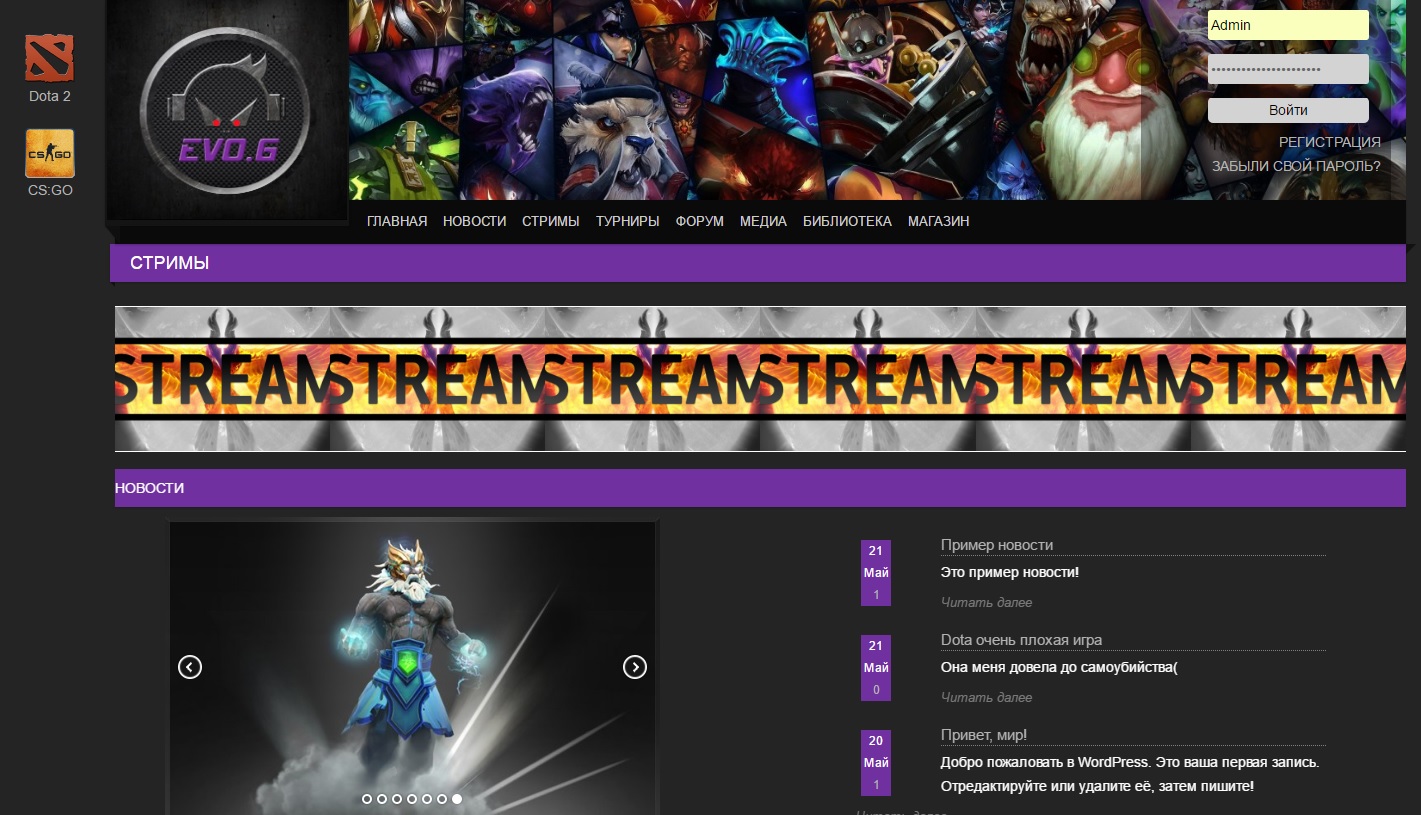 Dota 2
CS:GO
CS GO
EVO.G
Admin
Войти
РЕГИСТРАЦИЯ
ЗАБЫЛИ СВОЙ ПАРОЛЬ?
ГЛАВНАЯ НОВОСТИ СТРИМЫ ТУРНИРЫ ФОРУМ МЕДИА БИБЛИОТЕКА МАГАЗИН
СТРИМЫ
STREAM STREAM STREAM STREAM STREAM STREAM
НОВОСТИ
21
Май
1
Пример новости
Это пример новости!
Читать далее
21
Май
0
Dota очень плохая игра
Она меня довела до самоубийства(
Читать далее
20
Май
1
Привет, мир!
Добро пожаловать в WordPress. Это ваша первая запись.
Отредактируйте или удалите её, затем пишите!
Читать далее